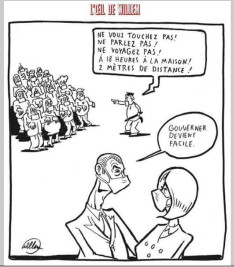 L'ŒIL DE WILLEM
NE VOUS TOUCHEZ PAS!
NE PARLEZ PAS!
NE VOYAGEZ PAS!
À 18 HEURES À LA MAISON!
2 MÈTRES DE DISTANCE!
GOUVERNER
DEVIENT
FACILE.
Willem